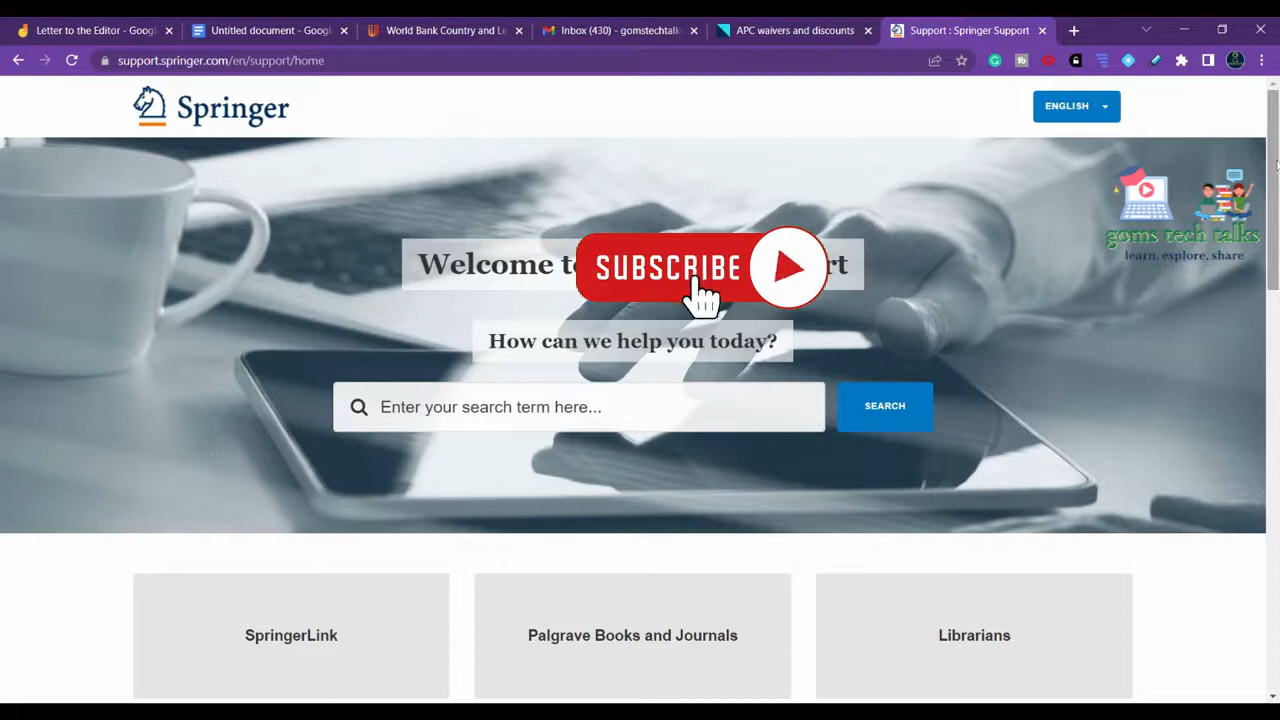 Letter to the Editor - Google
Untitled document - Googl
World Bank Country and Le
Inbox (430) - gomstechtalk
APC waivers and discounts
Support : Springer Support
support.springer.com/en/support/home
Springer
ENGLISH
goms tech talks
learn, explore, share
Welcome t
SUBSCRIBE
rt
How can we help you today?
Enter your search term here...
SEARCH
SpringerLink
Palgrave Books and Journals
Librarians